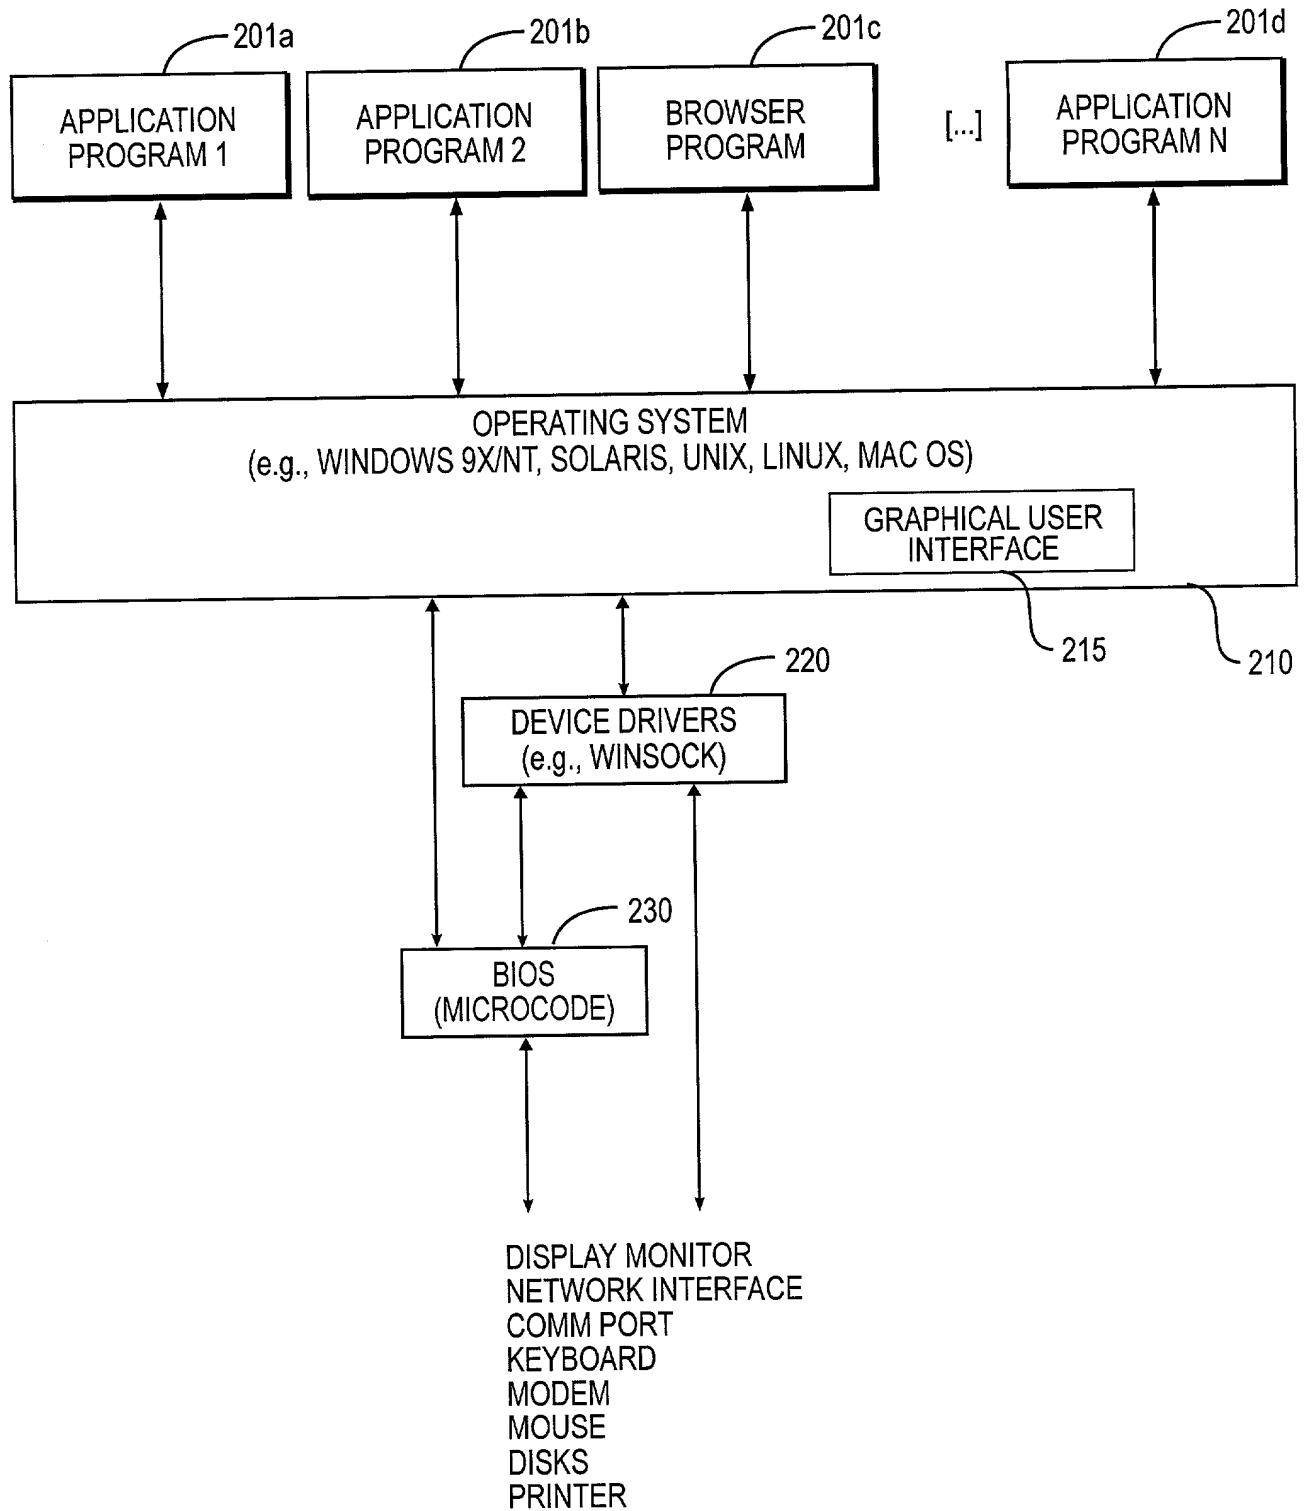 201a
201b
201c
201d
APPLICATION
PROGRAM 1
APPLICATION
PROGRAM 2
BROWSER
PROGRAM
[...]
APPLICATION
PROGRAM N
OPERATING SYSTEM
(e.g., WINDOWS 9X/NT, SOLARIS, UNIX, LINUX, MAC OS)
GRAPHICAL USER
INTERFACE
215
210
220
DEVICE DRIVERS
(e.g., WINSOCK)
230
BIOS
(MICROCODE)
DISPLAY MONITOR
NETWORK INTERFACE
COMM PORT
KEYBOARD
MODEM
MOUSE
DISKS
PRINTER